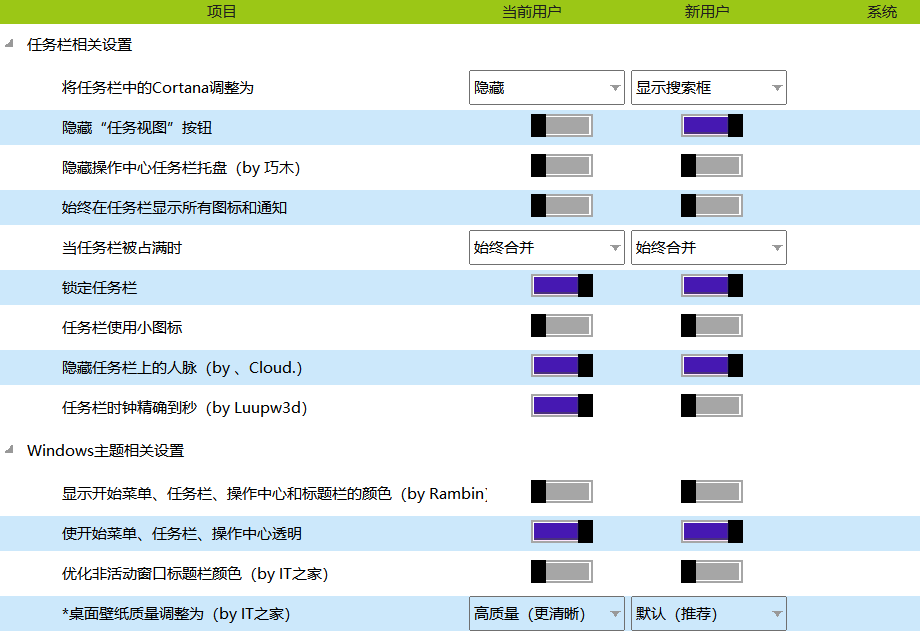 项目 当前用户 新用户 系统
任务栏相关设置
将任务栏中的Cortana调整为 隐藏 显示搜索框
隐藏“任务视图”按钮
隐藏操作中心任务栏托盘（by 巧木）
始终在任务栏显示所有图标和通知
当任务栏被占满时 始终合并 始终合并
锁定任务栏
任务栏使用小图标
隐藏任务栏上的人脉（by 、Cloud.）
任务栏时钟精确到秒（by Luupw3d）
Windows主题相关设置
显示开始菜单、任务栏、操作中心和标题栏的颜色（by Rambin）
使开始菜单、任务栏、操作中心透明
优化非活动窗口标题栏颜色（by IT之家）
*桌面壁纸质量调整为（by IT之家） 高质量（更清晰） 默认（推荐）